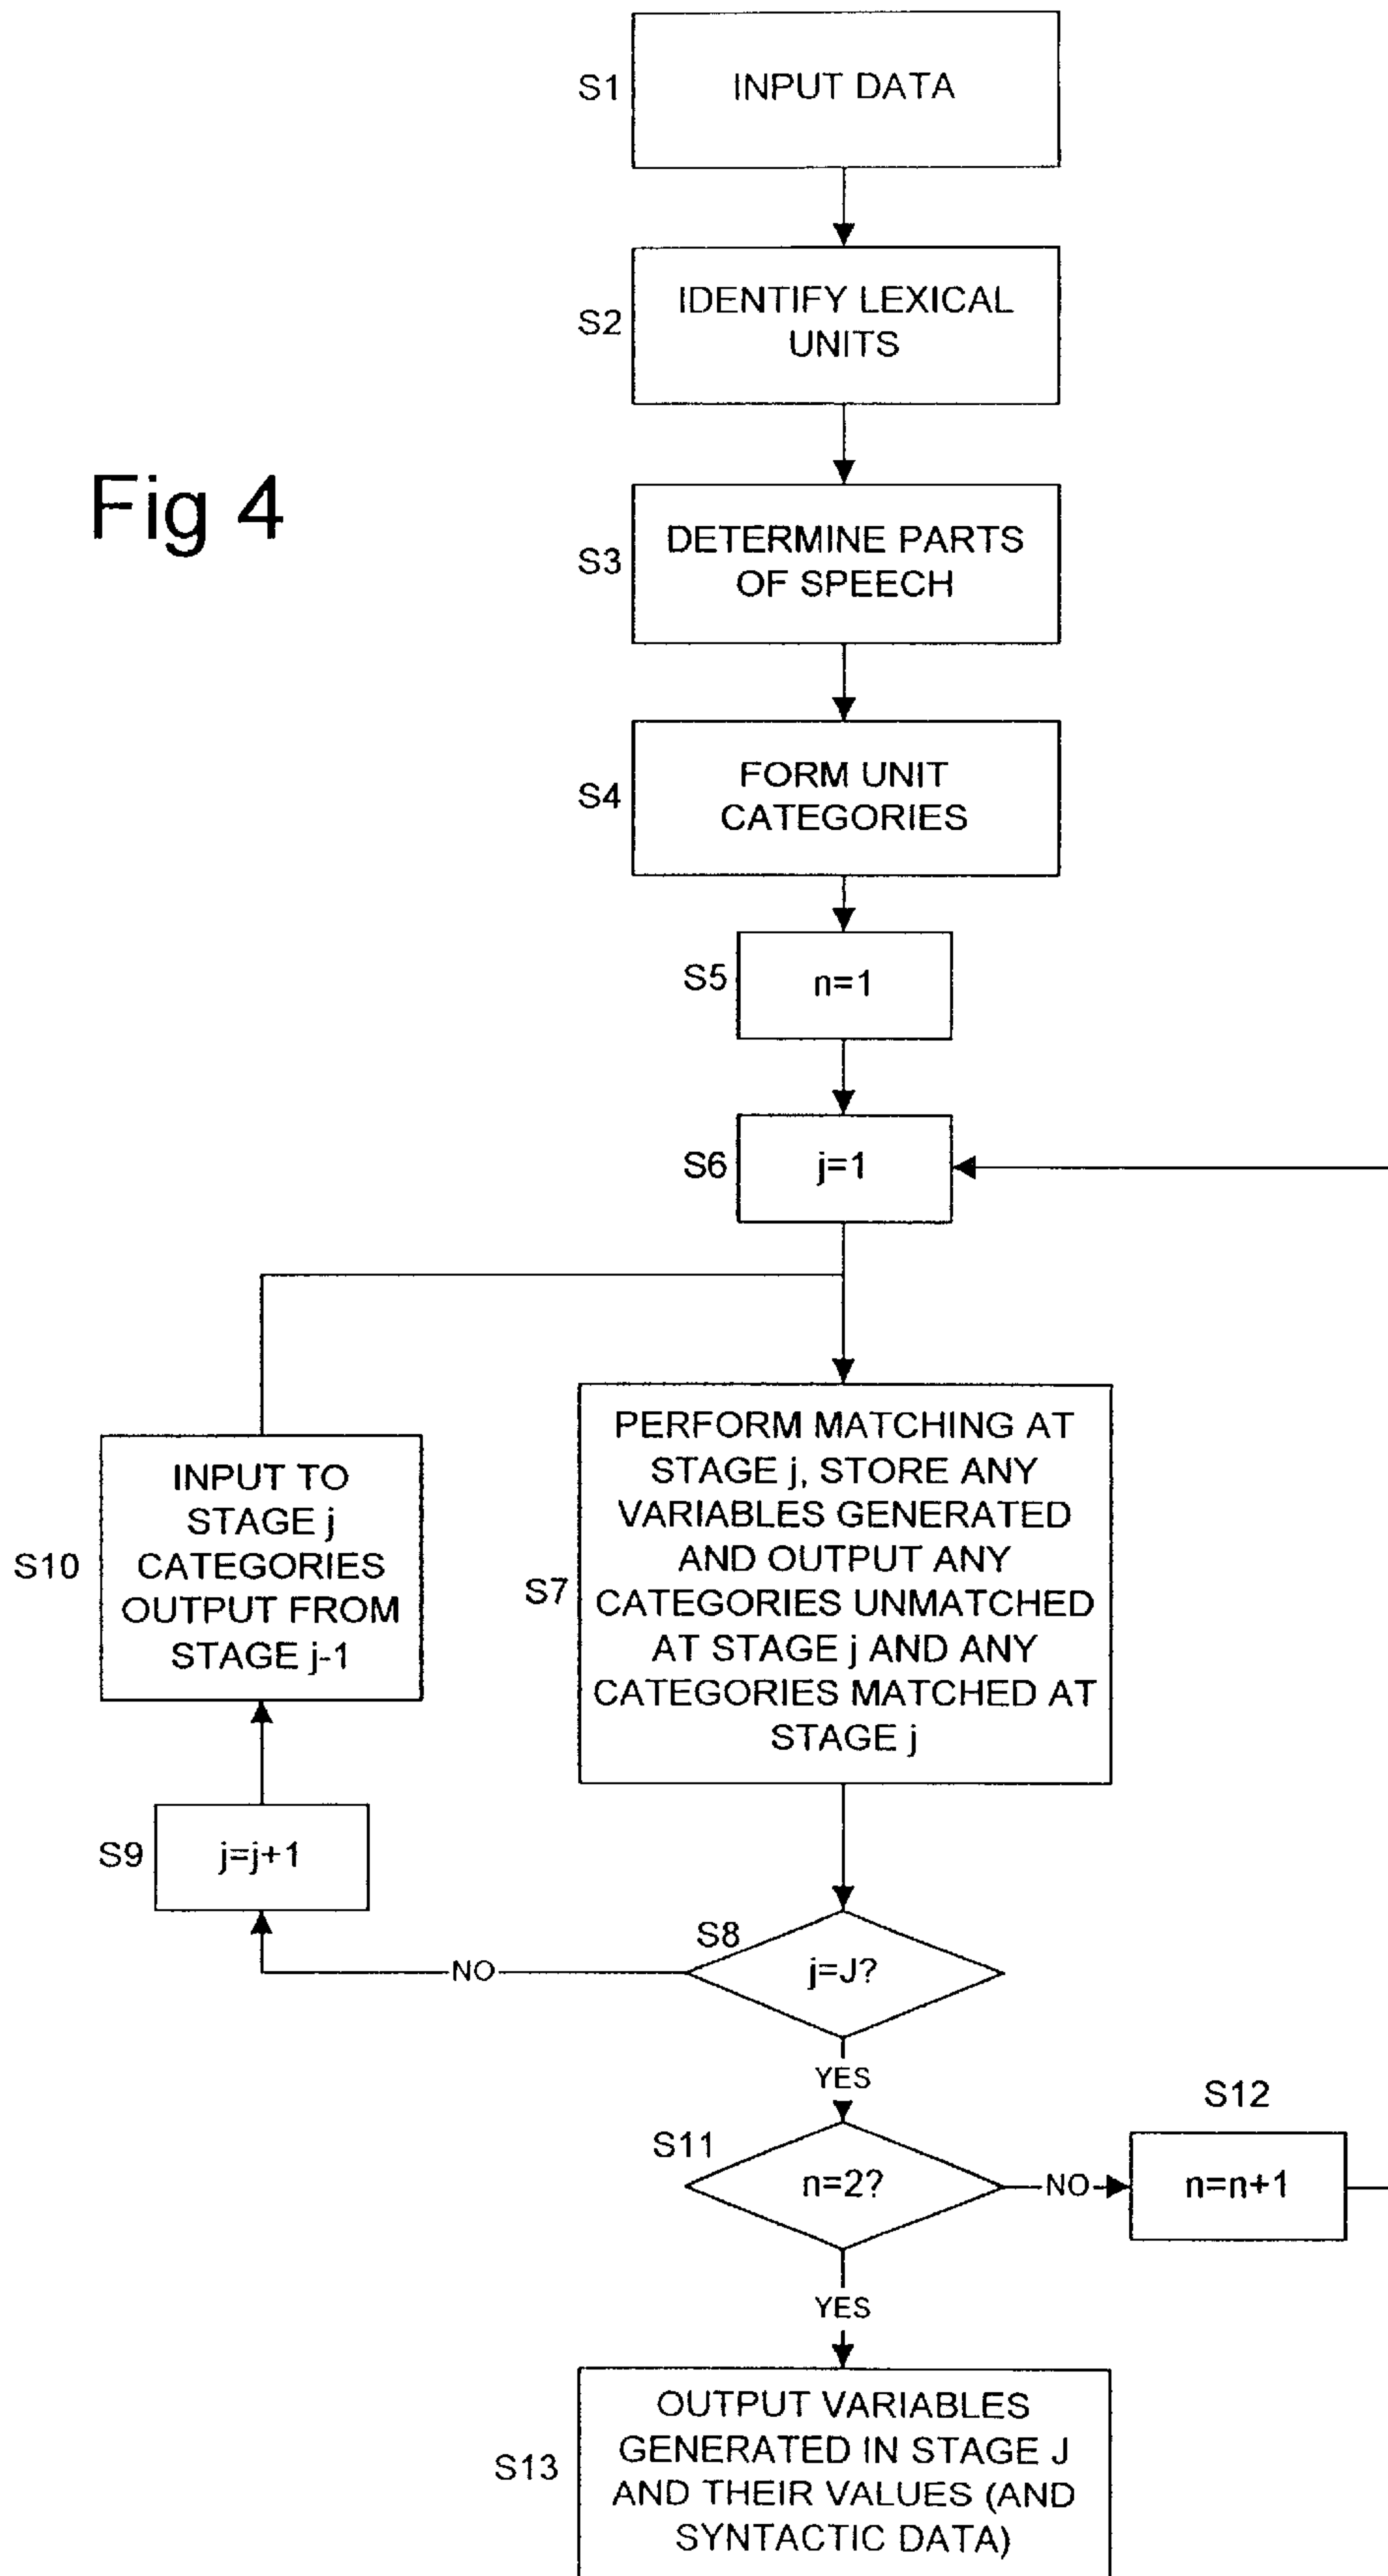 S1
INPUT DATA
S2
IDENTIFY LEXICAL
UNITS
Fig 4
S3
DETERMINE PARTS
OF SPEECH
S4
FORM UNIT
CATEGORIES
S5
n=1
S6
j=1
S10
INPUT TO
STAGE j
CATEGORIES
OUTPUT FROM
STAGE j-1
S7
PERFORM MATCHING AT
STAGE j, STORE ANY
VARIABLES GENERATED
AND OUTPUT ANY
CATEGORIES UNMATCHED
AT STAGE j AND ANY
CATEGORIES MATCHED AT
STAGE j
S9
j=j+1
S8
j=J?
NO
YES
S11
n=2?
NO
S12
n=n+1
YES
S13
OUTPUT VARIABLES
GENERATED IN STAGE J
AND THEIR VALUES (AND
SYNTACTIC DATA)